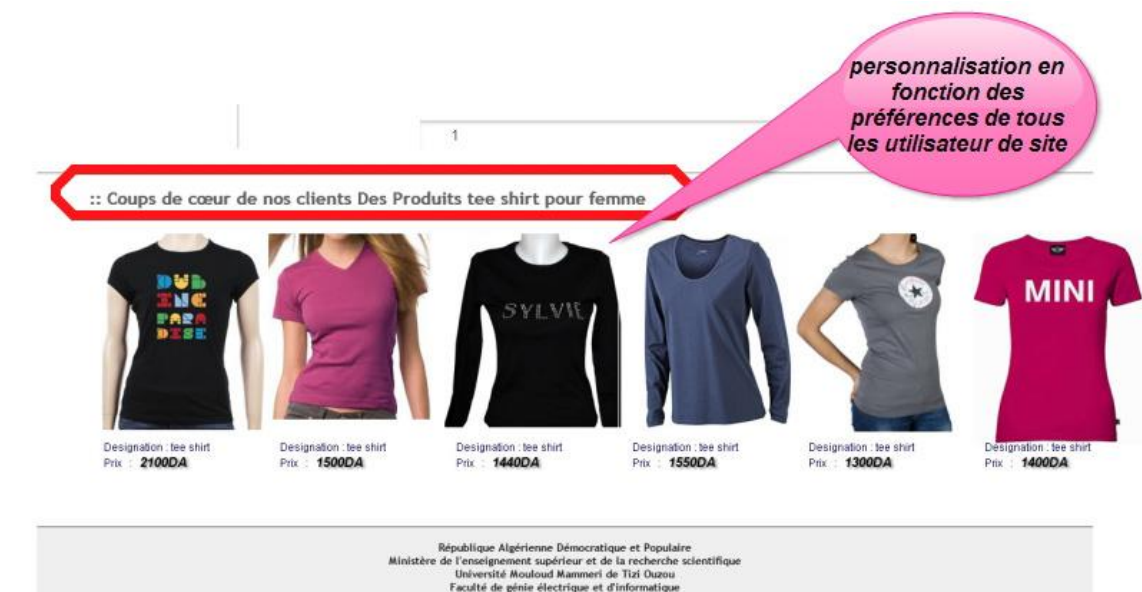 personnalisation en
fonction des
préférences de tous
les utilisateur de site
1
:: Coups de cœur de nos clients Des Produits tee shirt pour femme
DUB
INC
PARA
DISE
SYLVIE
MINI
Designation : tee shirt
Prix : 2100DA
Designation : tee shirt
Prix : 1500DA
Designation : tee shirt
Prix : 1440DA
Designation : tee shirt
Prix : 1550DA
Designation : tee shirt
Prix : 1300DA
Designation : tee shirt
Prix : 1400DA
République Algérienne Démocratique et Populaire
Ministère de l'enseignement supérieur et de la recherche scientifique
Université Mouloud Mammeri de Tizi Ouzou
Faculté de génie électrique et d'informatique